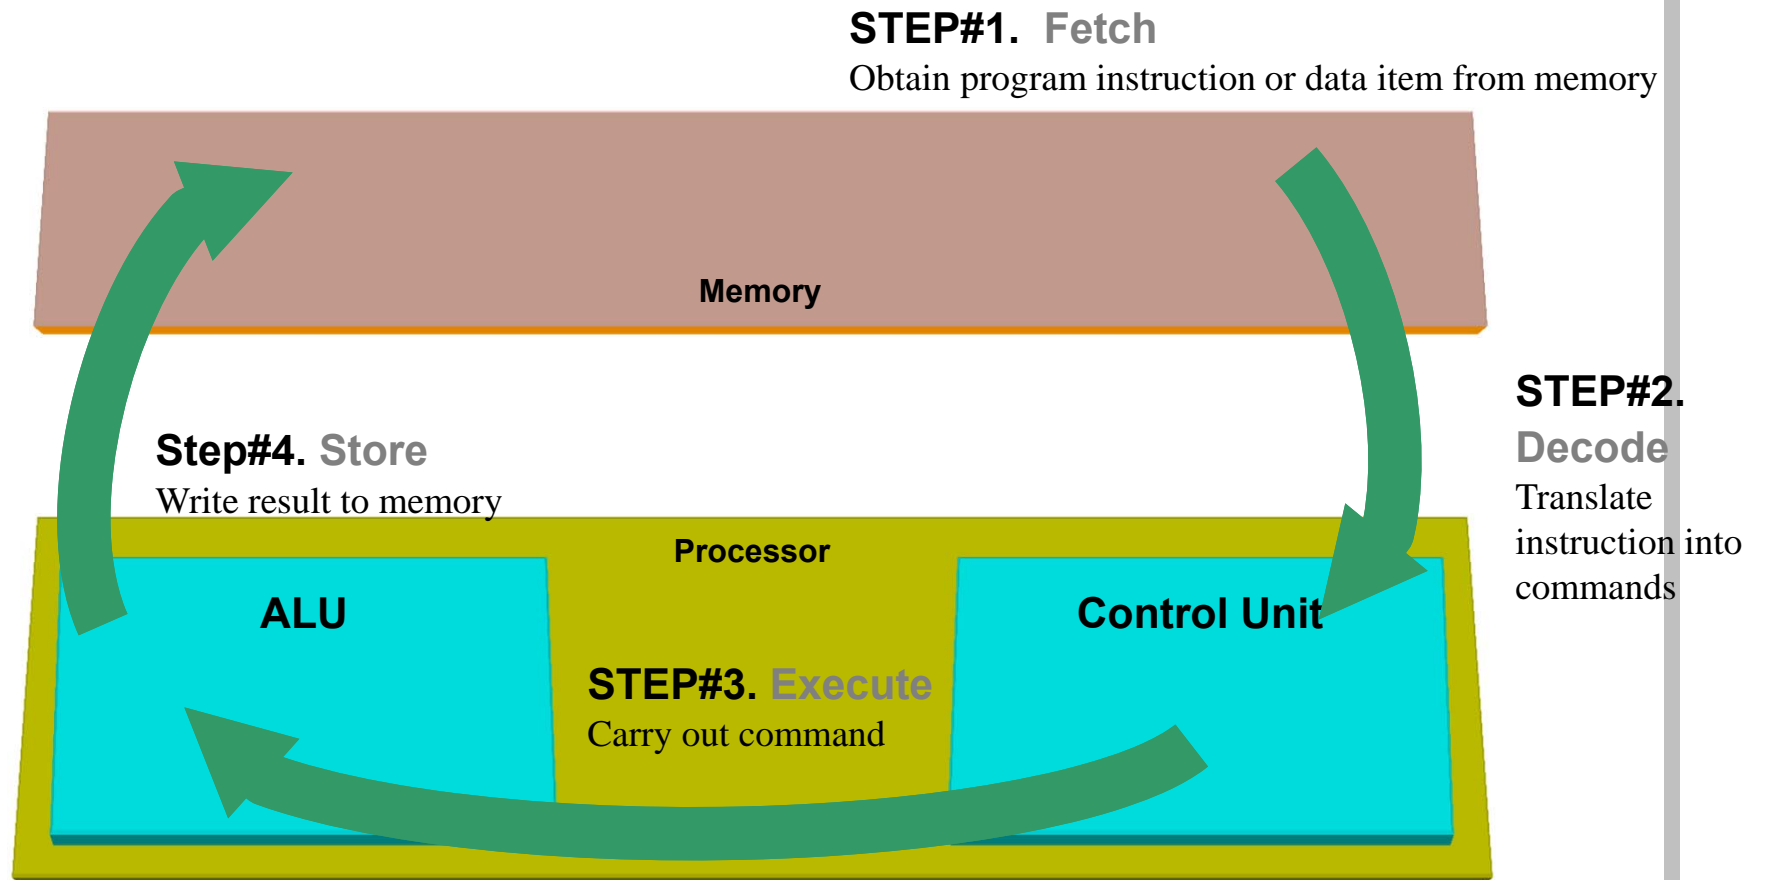 STEP#1. Fetch
Obtain program instruction or data item from memory
Memory
STEP#2.
Decode
Translate
instruction into
commands
Step#4. Store
Write result to memory
Processor
ALU
Control Unit
STEP#3. Execute
Carry out command